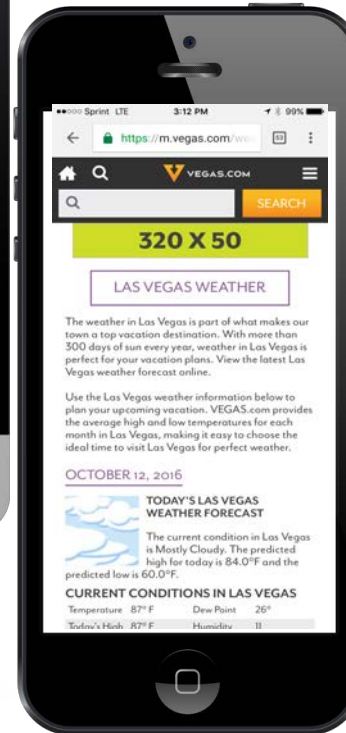 Sprint LTE 3:12 PM 99%
https://m.vegas.com/we
53
VEGAS.COM
SEARCH
320 X 50
LAS VEGAS WEATHER
The weather in Las Vegas is part of what makes our
town a top vacation destination. With more than
300 days of sun every year, weather in Las Vegas is
perfect for your vacation plans. View the latest Las
Vegas weather forecast online.
Use the Las Vegas weather information below to
plan your upcoming vacation. VEGAS.com provides
the average high and low temperatures for each
month in Las Vegas, making it easy to choose the
ideal time to visit Las Vegas for perfect weather.
OCTOBER 12, 2016
TODAY'S LAS VEGAS
WEATHER FORECAST
The current condition in Las Vegas
is Mostly Cloudy. The predicted
high for today is 84.0°F and the
predicted low is 60.0°F.
CURRENT CONDITIONS IN LAS VEGAS
Temperature 87° F Dew Point 26°
Today's High 87° F Humidity 11